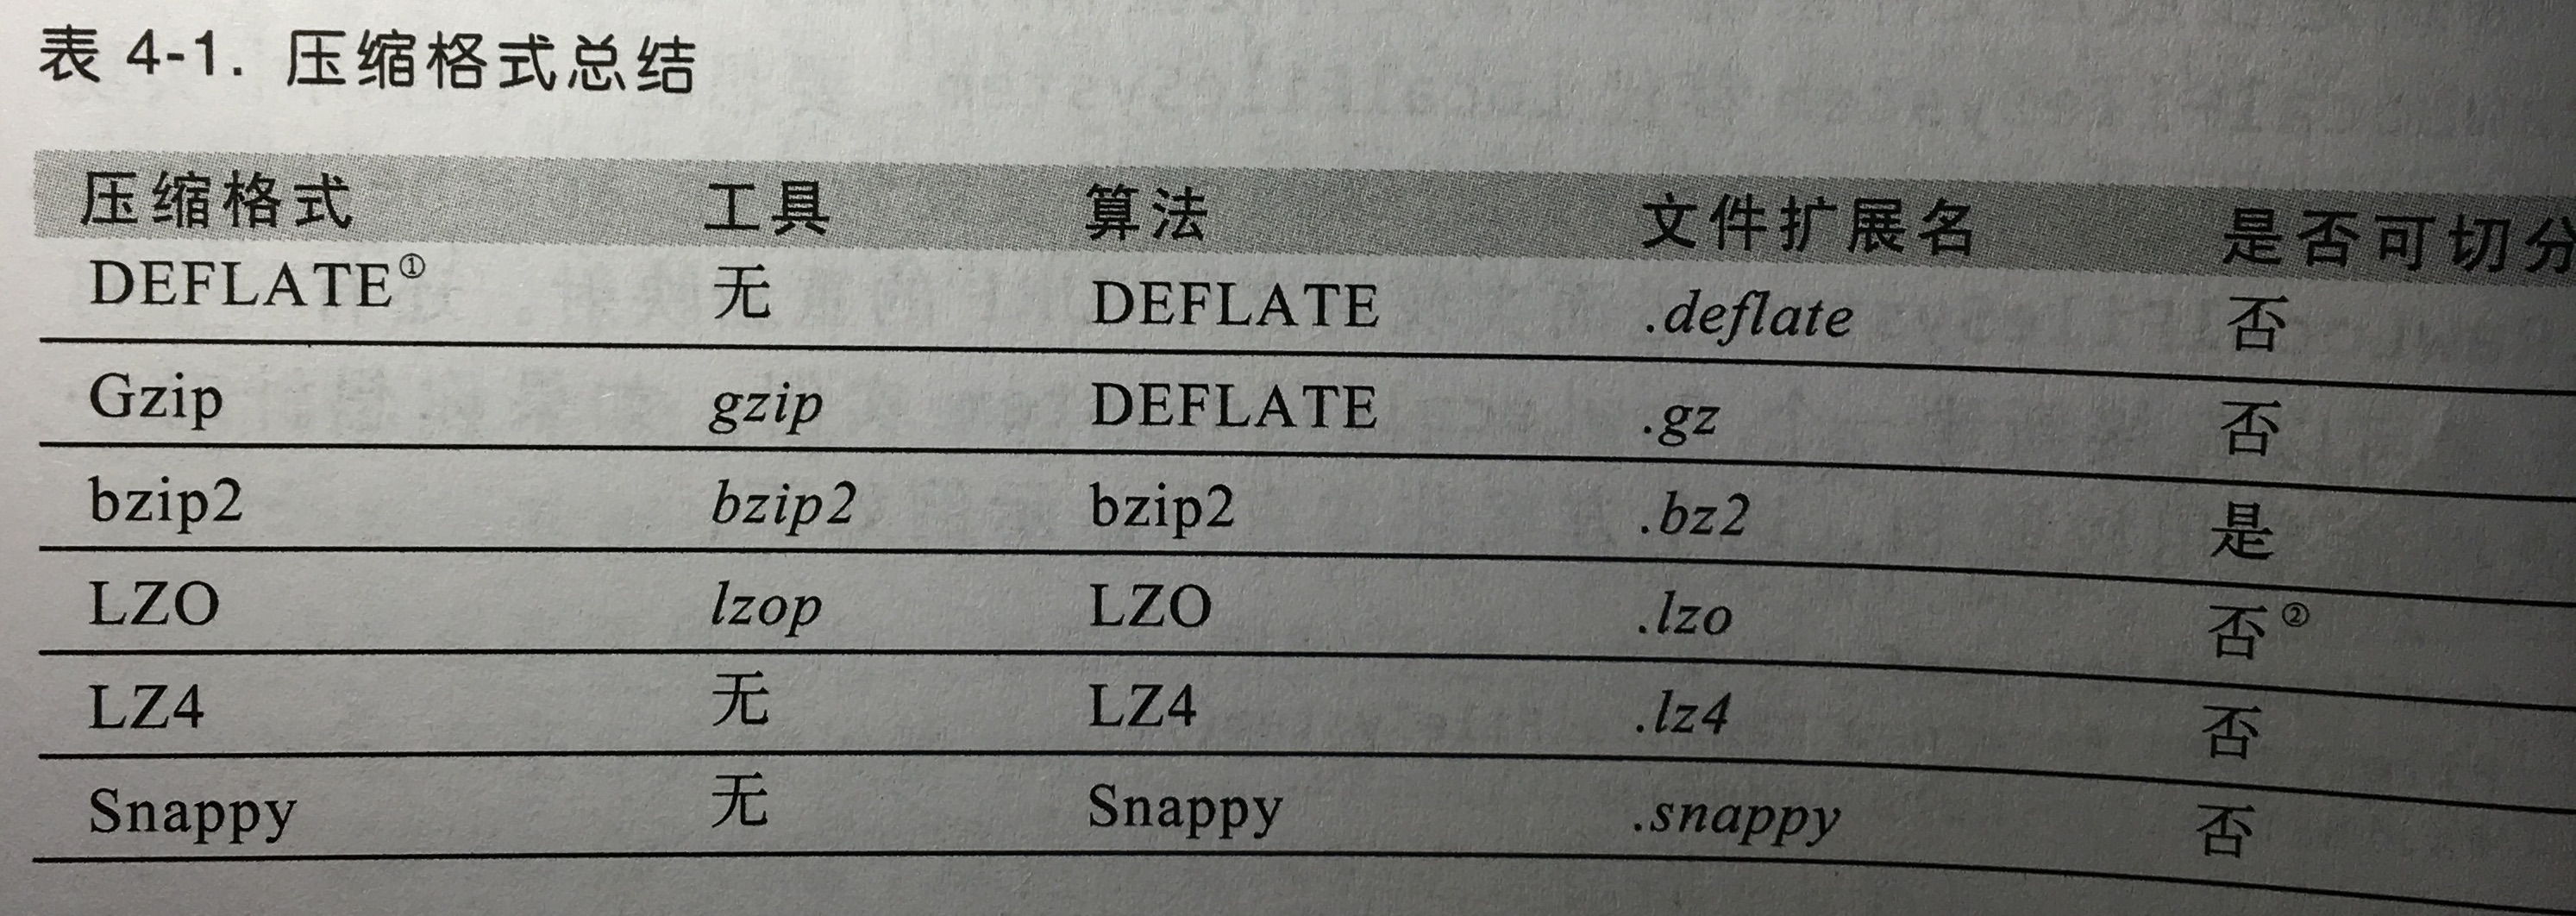 表 4-1. 压缩格式总结
压缩格式 工具 算法 文件扩展名 是否可切分
DEFLATE① 无 DEFLATE .deflate 否
Gzip gzip DEFLATE .gz 否
bzip2 bzip2 bzip2 .bz2 是
LZO lzop LZO .lzo 否②
LZ4 无 LZ4 .lz4 否
Snappy 无 Snappy .snappy 否